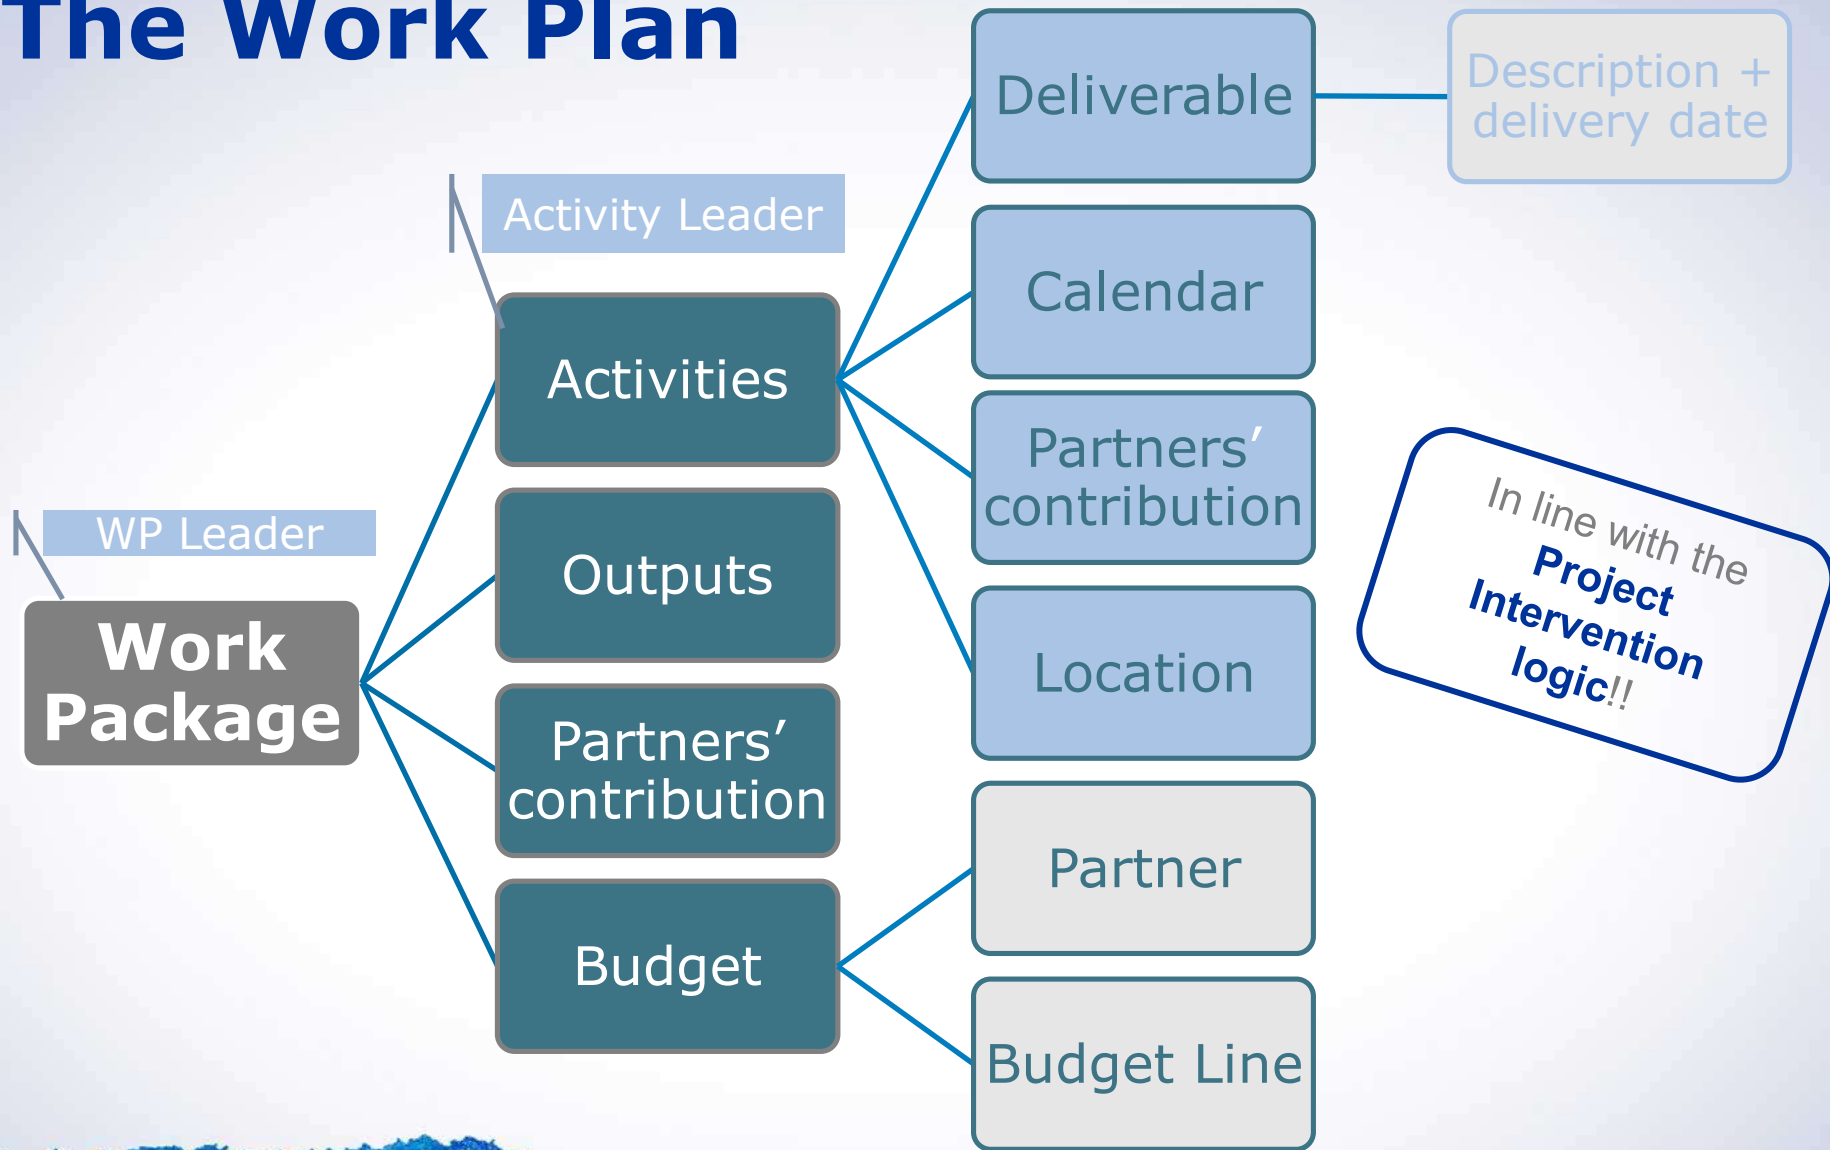 The Work Plan
Deliverable
Description +
delivery date
Activity Leader
Calendar
Activities
Partners’
contribution
In line with the
Project
Intervention
logic!!
WP Leader
Outputs
Work
Package
Location
Partners’
contribution
Partner
Budget
Budget Line